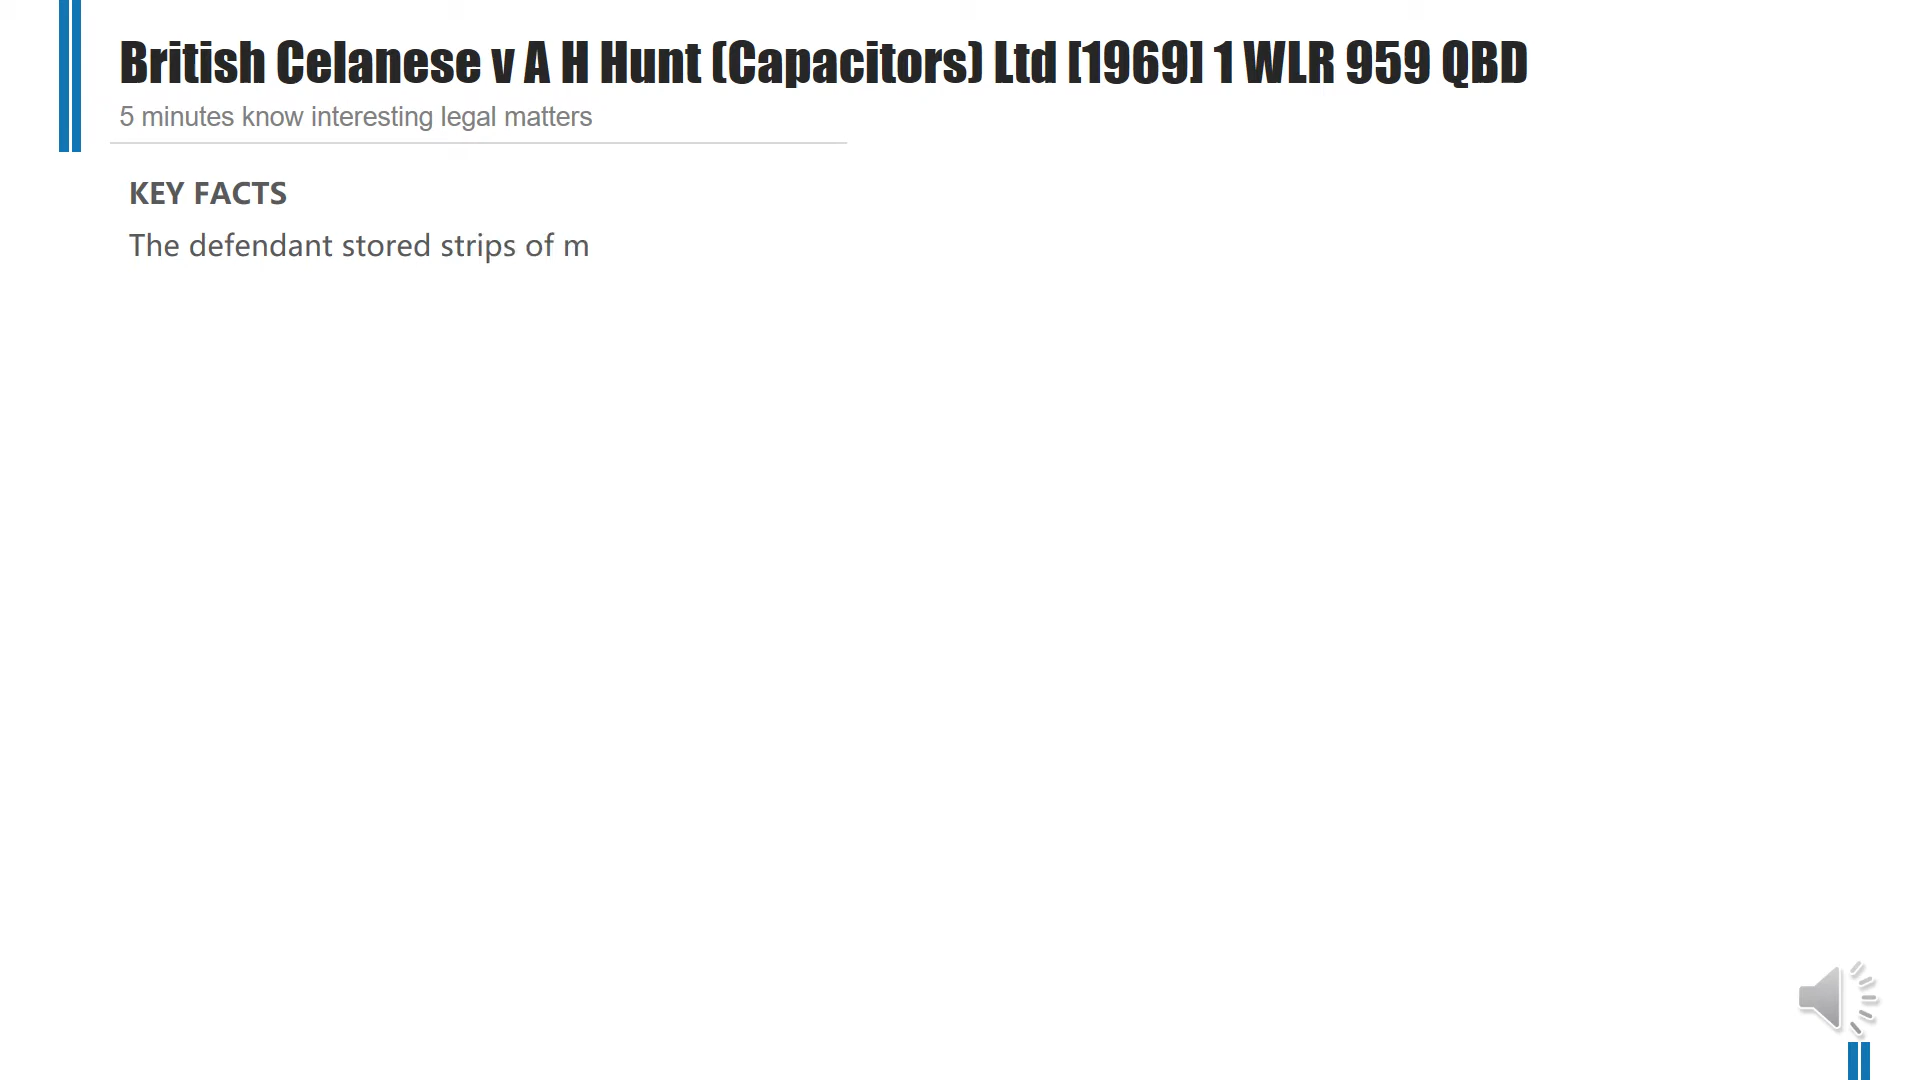 British Celanese v A H Hunt (Capacitors) Ltd [1969] 1 WLR 959 QBD
5 minutes know interesting legal matters
KEY FACTS
The defendant stored strips of m